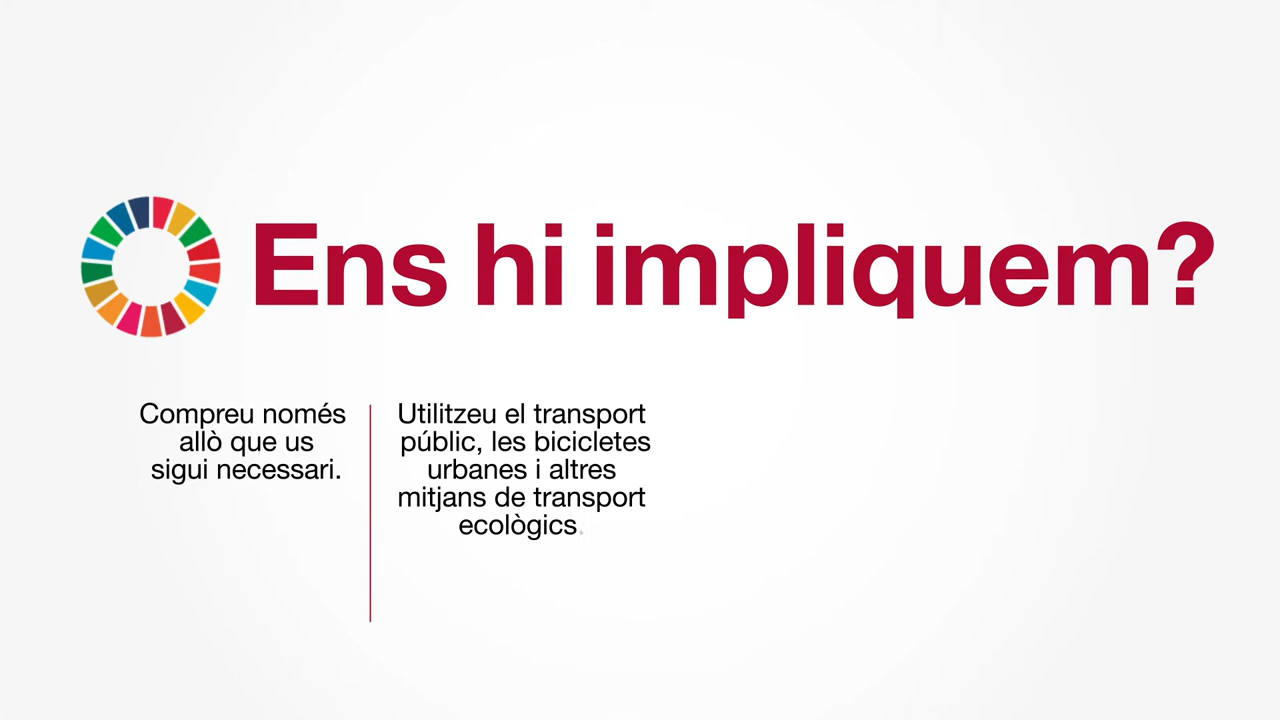 Ens hi impliquem?
Compreu només
allò que us
sigui necessari.
Utilitzeu el transport
públic, les bicicletes
urbanes i altres
mitjans de transport
ecològics.